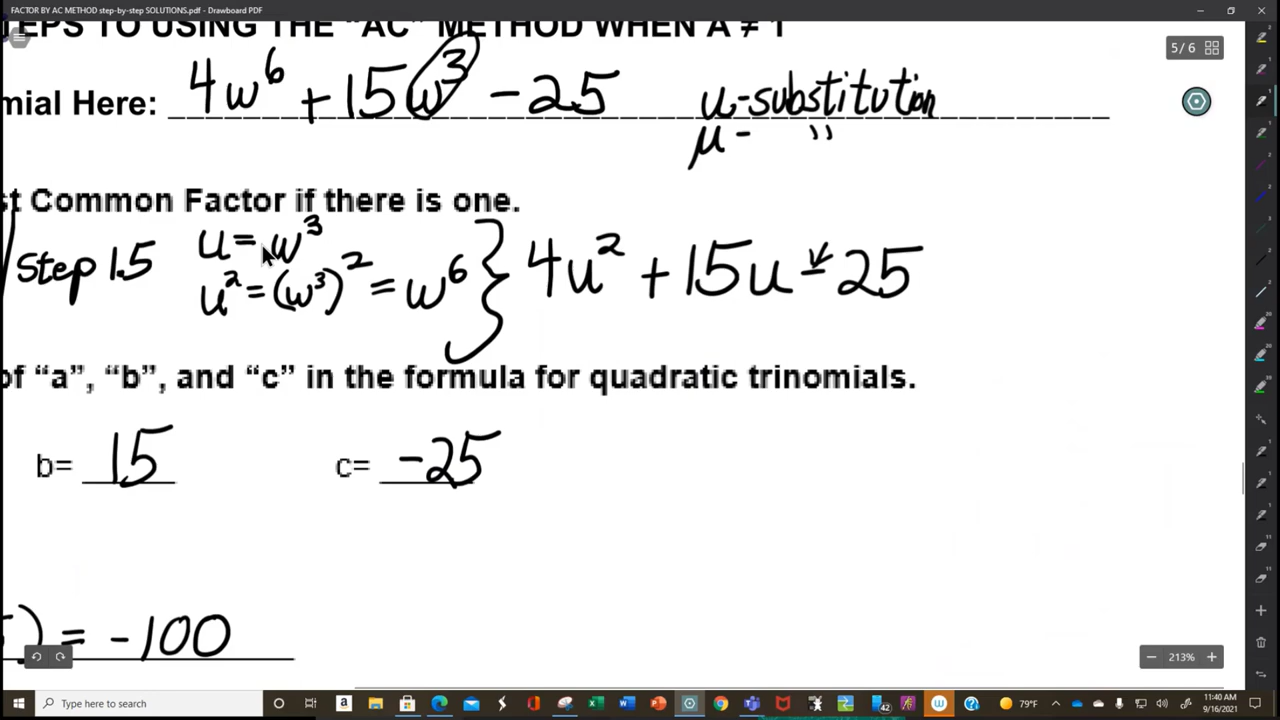 FACTOR BY AC METHOD step-by-step SOLUTIONS.pdf - Drawboard PDF
TEPS TO USING THE "AC" METHOD WHEN A ≠ 1
5/6
mial Here: 4w⁶ + 15w³ - 25
u-substitution
μ- "
st Common Factor if there is one.
Step 1.5
u = w³
u² = (w³)² = w⁶ } 4u² + 15u - 25
of "a", "b", and "c" in the formula for quadratic trinomials.
b= 15 c= -25
) = -100
213%
Type here to search
79°F
11:40 AM
9/16/2021